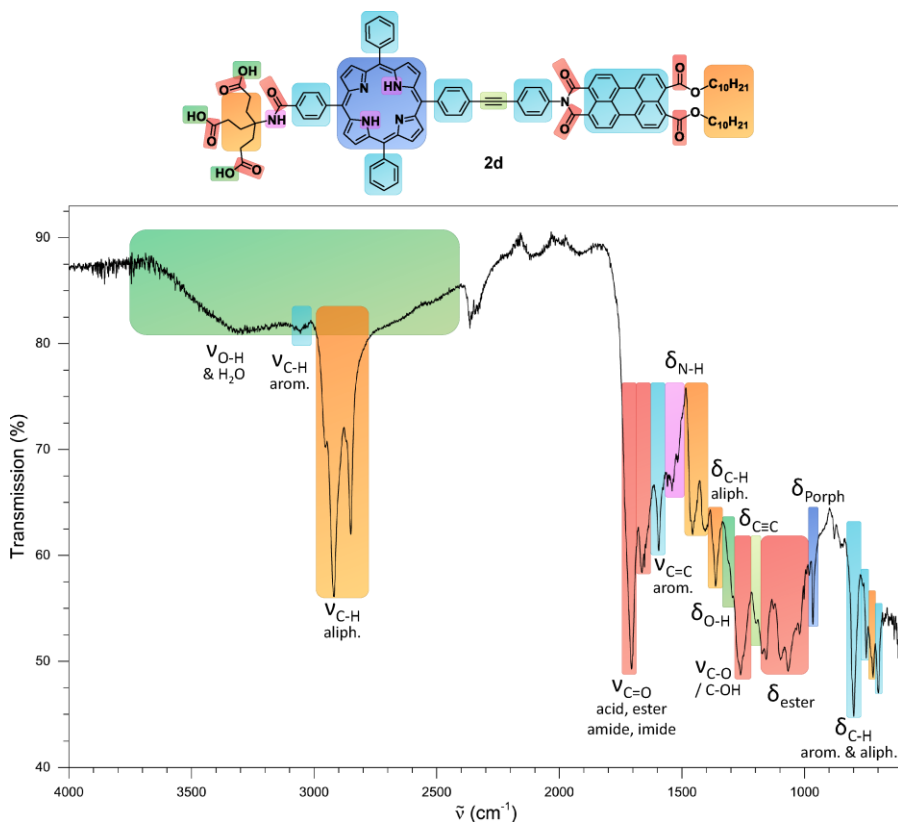 OH
O
O
NH
HO
O
HO
O
N
HN
NH
N
O
N
O
O
O
C₁₀H₂₁
O
C₁₀H₂₁
O
2d
Transmission (%)
90
80
70
60
50
40
νO-H
& H₂O
νC-H
arom.
νC-H
aliph.
νC=O
acid, ester
amide, imide
νC=C
arom.
δN-H
δC-H
aliph.
δO-H
δC≡C
νC-O
/ C-OH
δester
δPorph
δC-H
arom. & aliph.
4000 3500 3000 2500 2000 1500 1000
ν̃ (cm⁻¹)